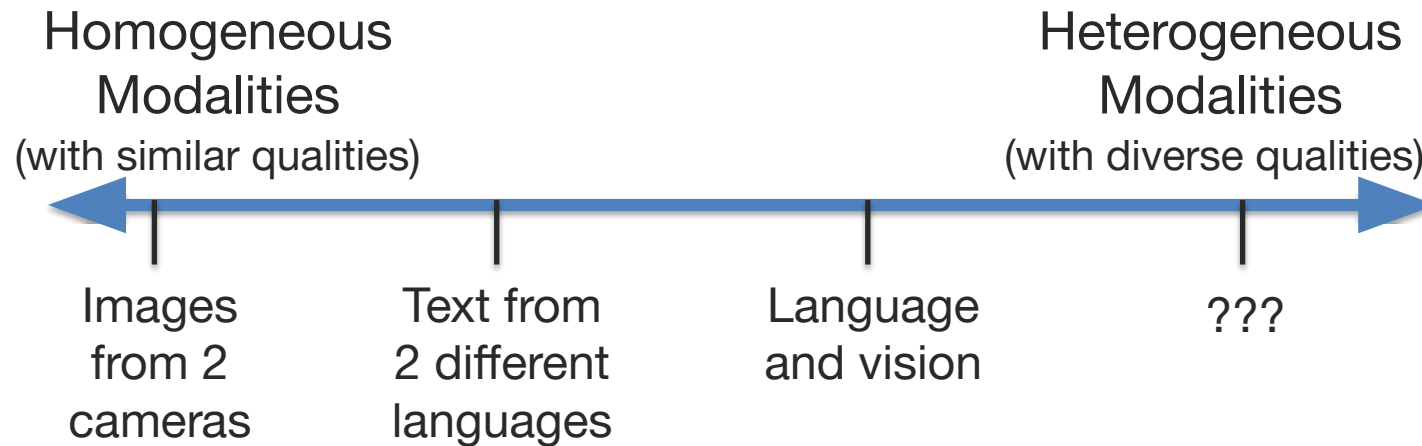 Homogeneous
Modalities
(with similar qualities)
Heterogeneous
Modalities
(with diverse qualities)
Images
from 2
cameras
Text from
2 different
languages
Language
and vision
???